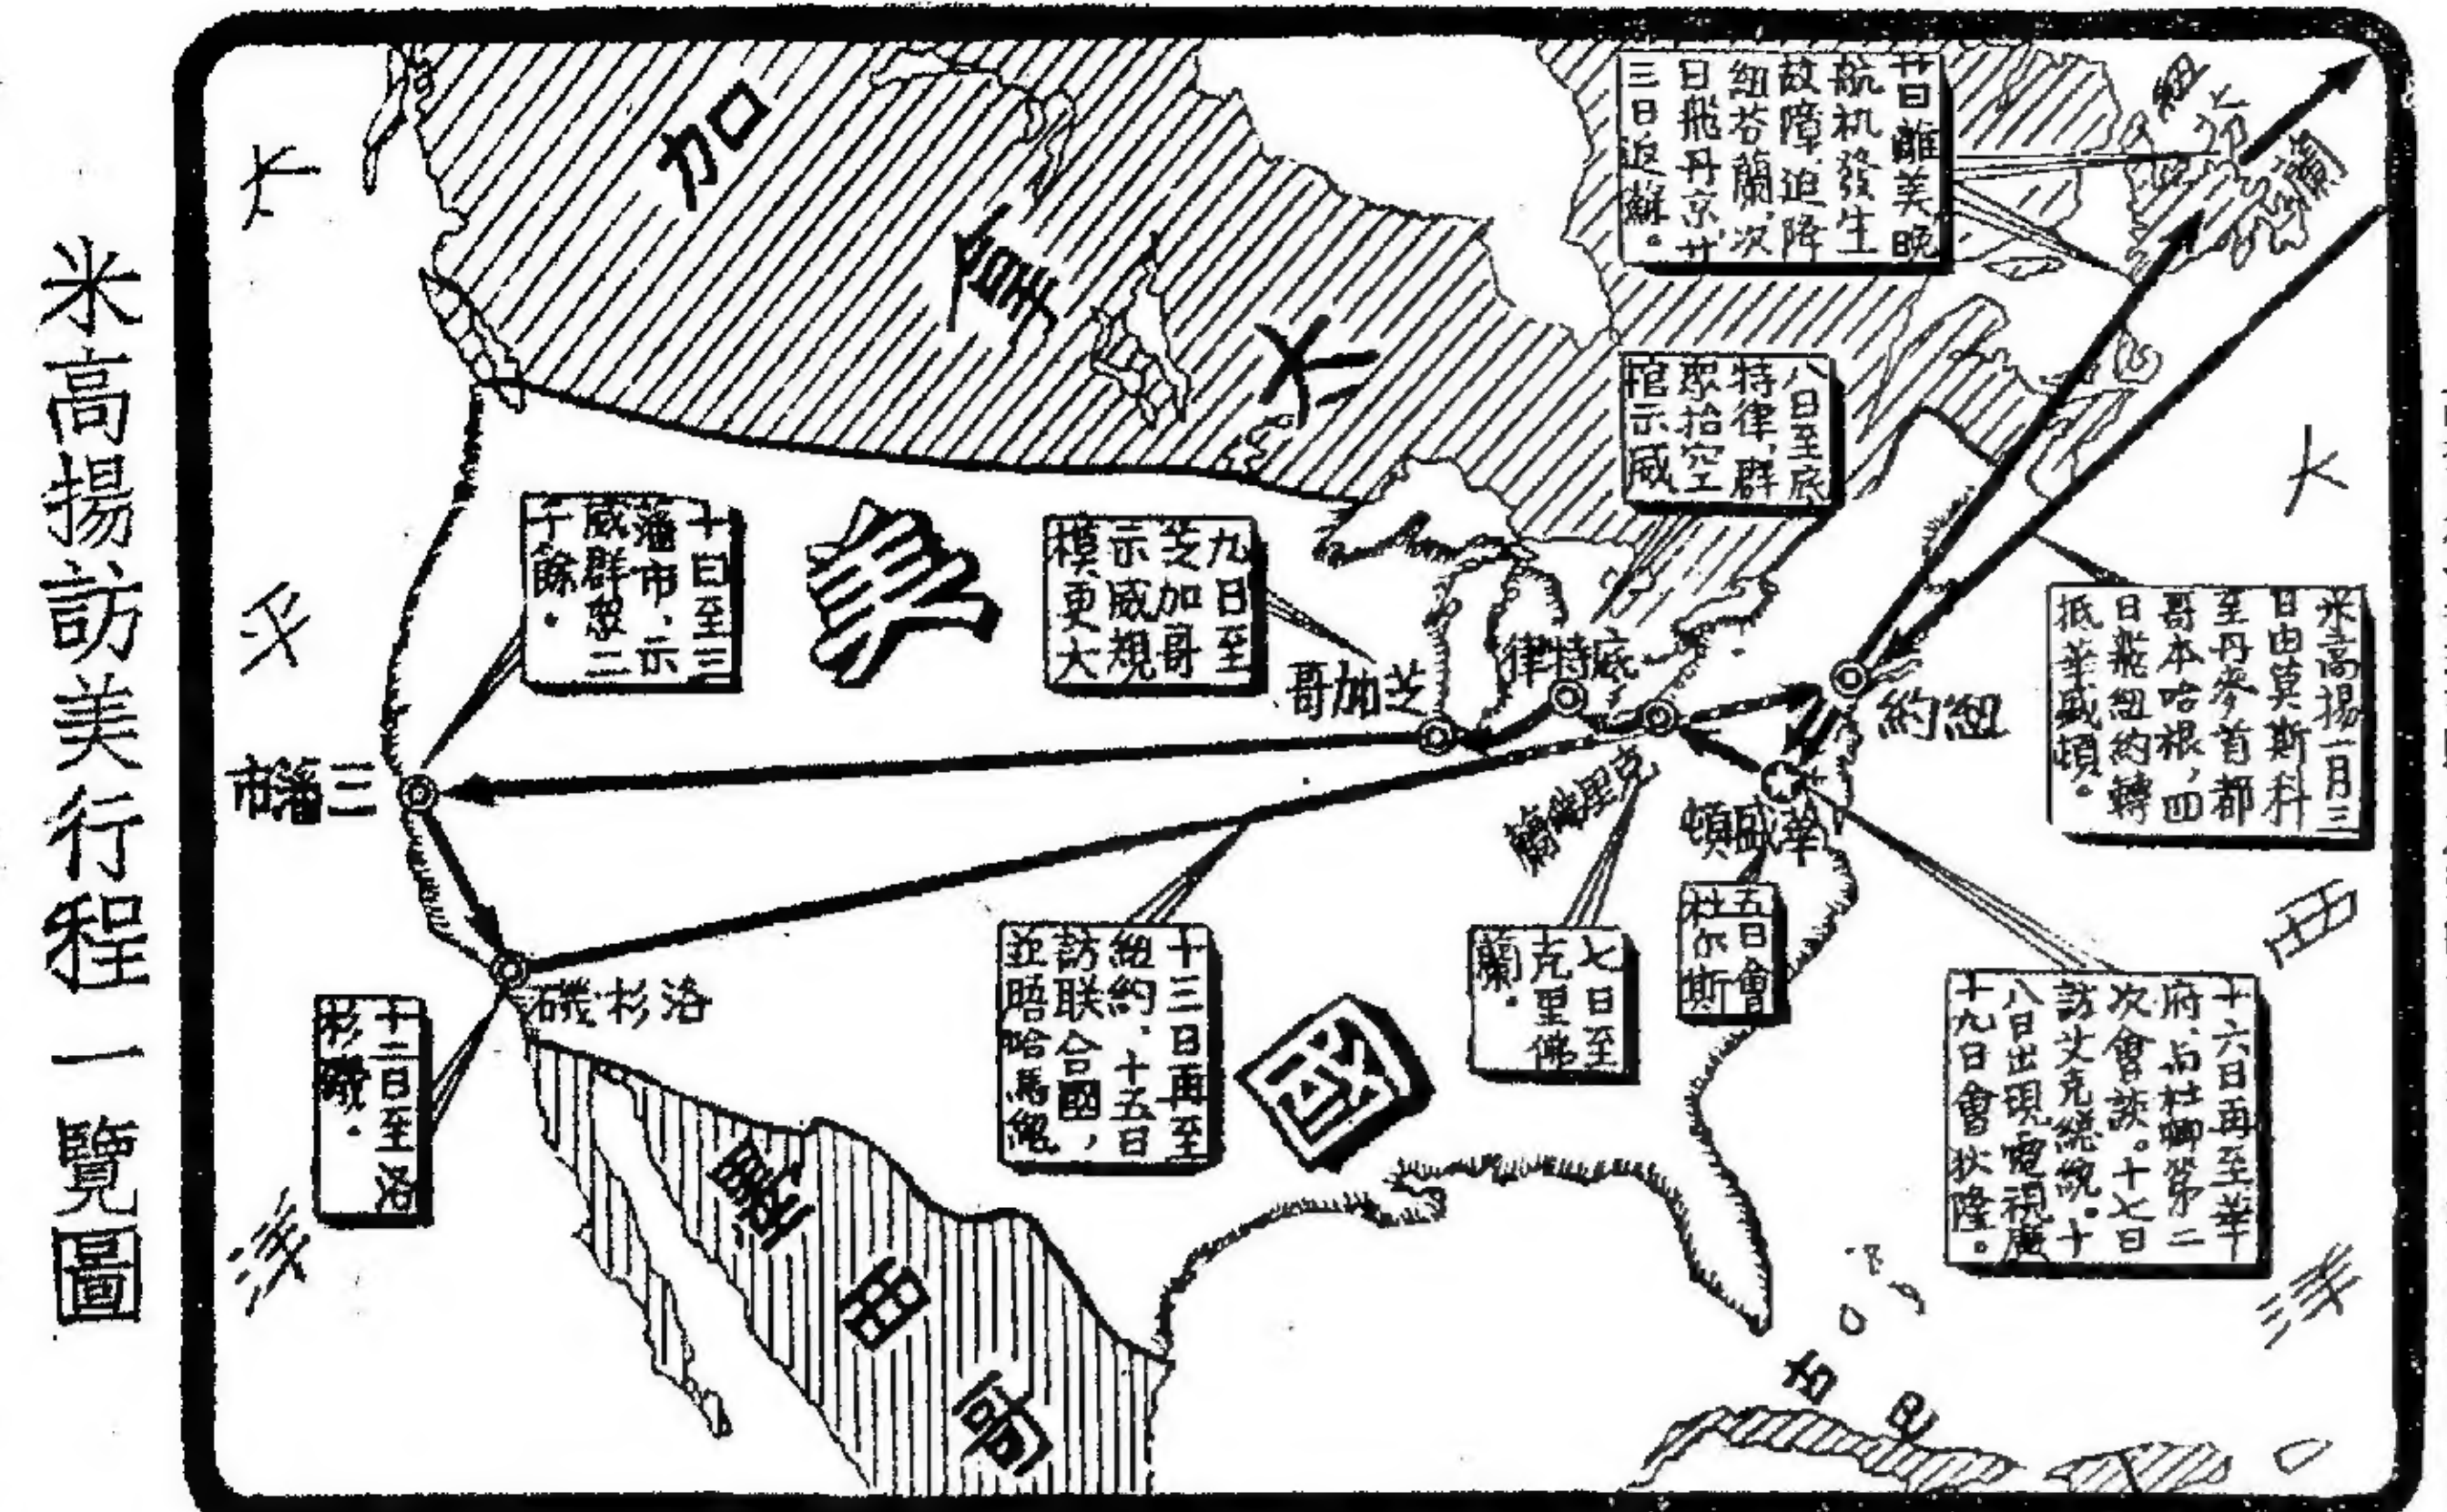 米高揚訪美行程一覽圖
加
拿
大
美
國
墨
西
哥
古
巴
紐
芬
蘭
大
平
洋
大
西
洋
廿日離美晚
航机發生
故障迫降
紐芬蘭次
日飛丹京廿
三日返蘇。
八日至底
特律,群
眾拾空
棺示威
米高揚一月三
日由莫斯科
至丹麥首都
哥本哈根,四
日飛紐約轉
抵華盛頓。
九日至
芝加哥
示威規
模更大
十日至三
藩市,示
威群眾二
千餘。
哥加芝
律特底
約紐
市藩三
蘭佛里克
頓盛華
磯杉洛
五日會
杜尔斯
七日至
克里佛
蘭。
十三日再至
紐約。十五日
訪联合國,
並晤哈馬紹
十二日至洛
杉磯。
十六日再至華
府,與杜卿第二
次會談。十七日
訪艾克總統。十
八日出現電視
十九日會狄隆。